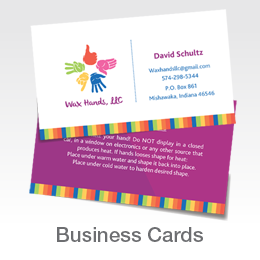 David Schultz
Waxhandsllc@gmail.com
574-298-5344
P.O. Box 861
Mishawaka, Indiana 46546
Wax Hands, LLC
your hand! Do NOT display in a closed
car, in a window on electronics or any other source that
produces heat. If hands looses shape for heat:
Place under warm water and shape it back into place.
Place under cold water to harden desired shape.
Business Cards